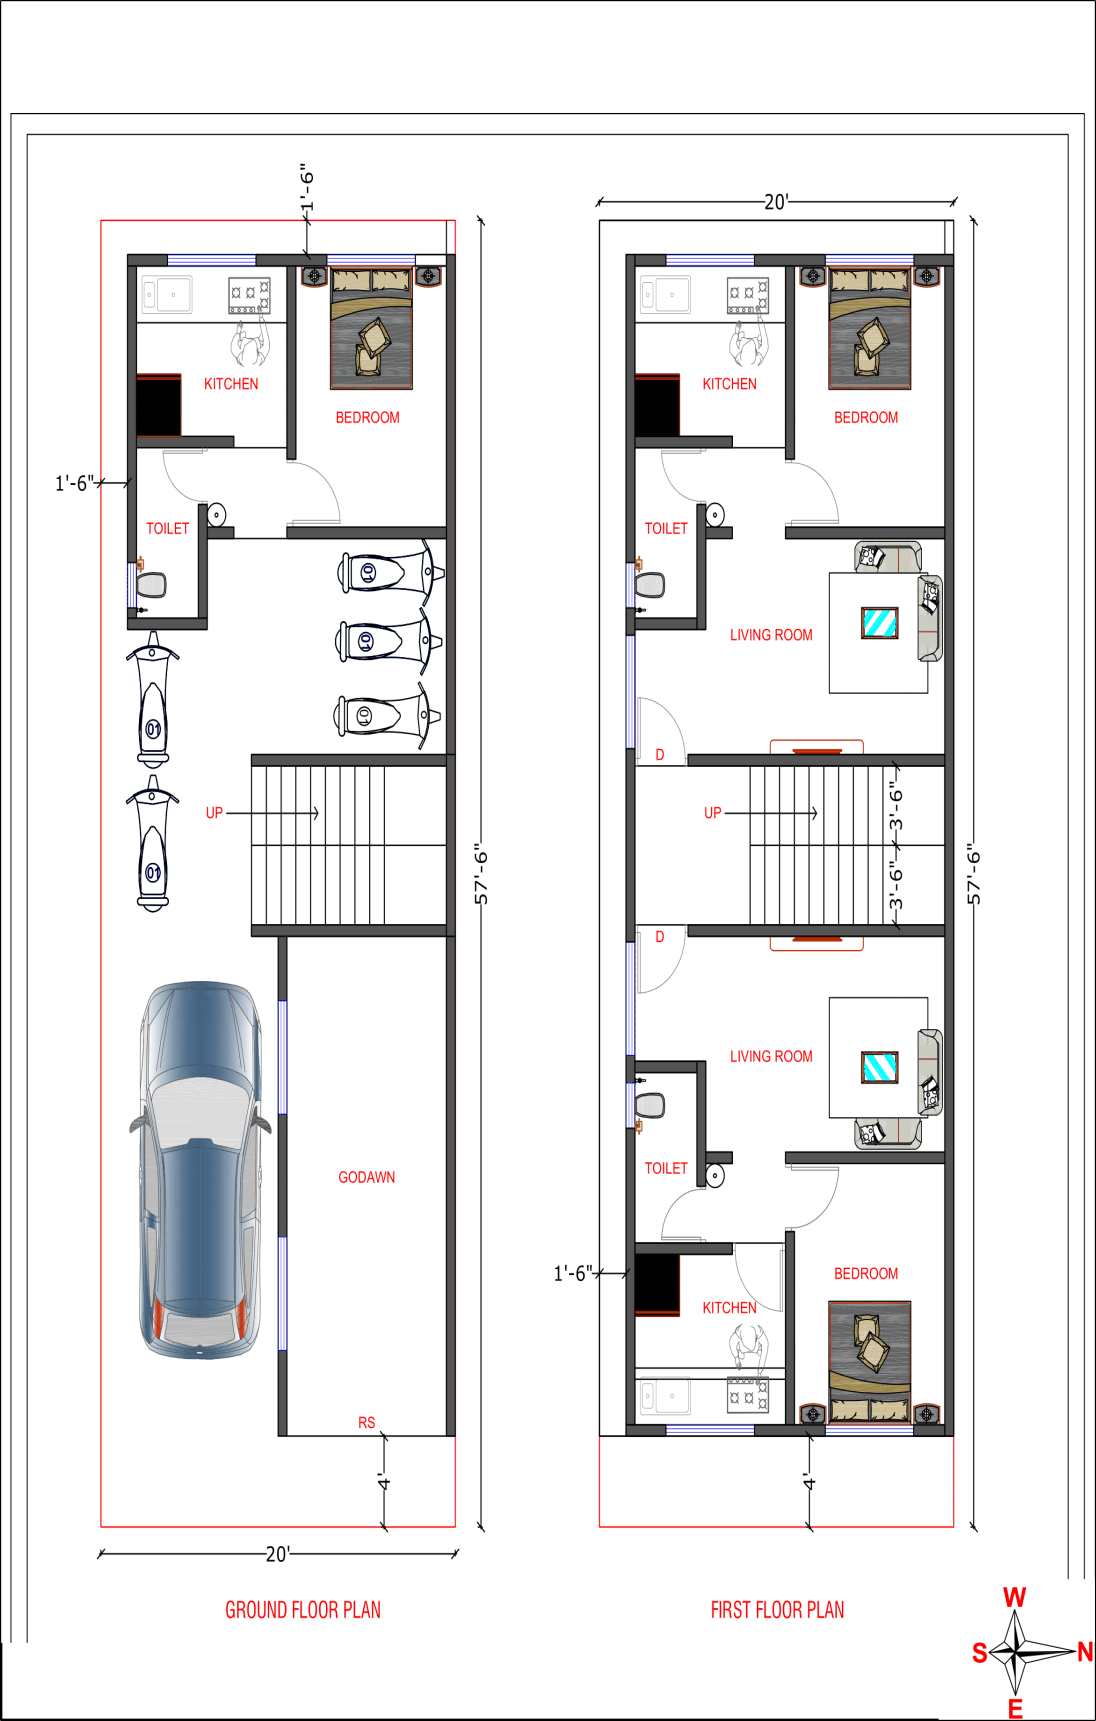 1'-6"
20'
KITCHEN
BEDROOM
1'-6"
TOILET
01
01
01
01
01
UP
57'-6"
GODAWN
RS
4'
20'
GROUND FLOOR PLAN
KITCHEN
BEDROOM
TOILET
LIVING ROOM
D
UP
3'-6"
3'-6"
57'-6"
D
LIVING ROOM
TOILET
1'-6"
BEDROOM
KITCHEN
4'
FIRST FLOOR PLAN
W
S
N
E